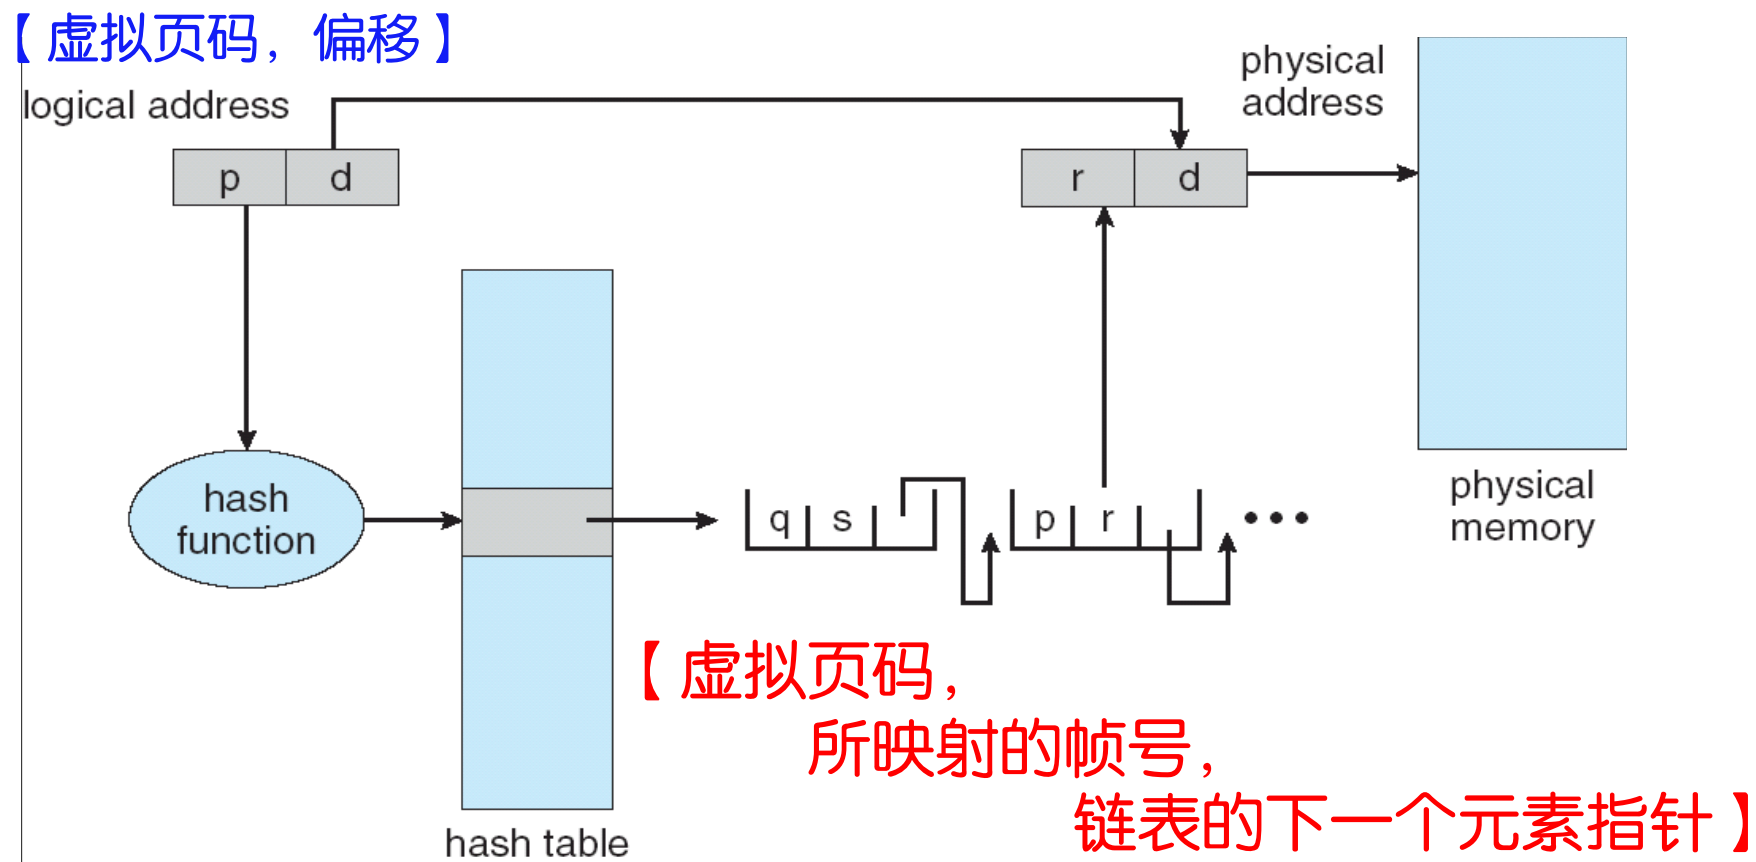 【虚拟页码，偏移】
logical address
physical
address
p d
r d
hash
function
q s
p r
•••
physical
memory
【虚拟页码，
所映射的帧号，
链表的下一个元素指针】
hash table